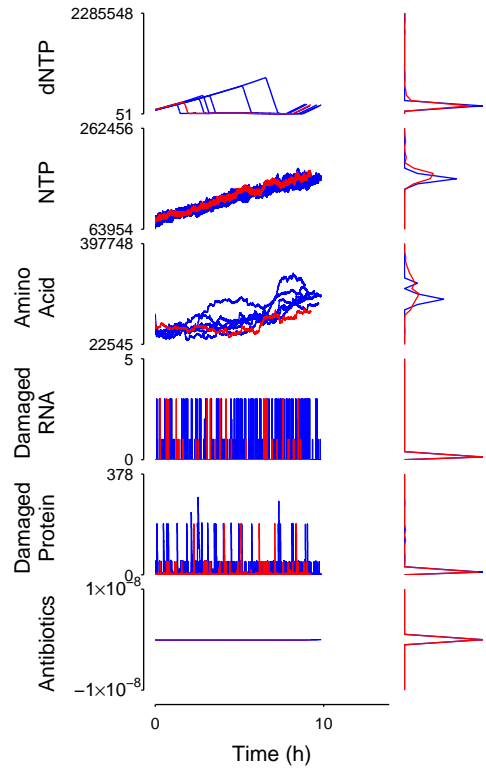 2285548
dNTP
51
262456
NTP
63954
397748
Amino
Acid
22545
5
Damaged
RNA
0
378
Damaged
Protein
0
1×10⁻⁸
Antibiotics
−1×10⁻⁸
0
10
Time (h)